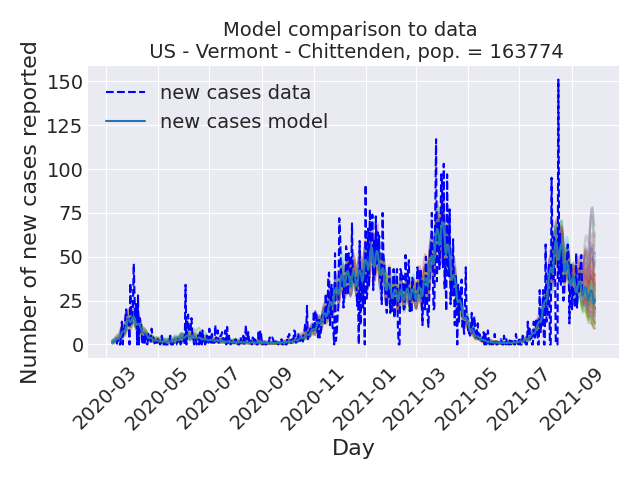 Model comparison to data
US - Vermont - Chittenden, pop. = 163774
Number of new cases reported
150
125
100
75
50
25
0
new cases data
new cases model
2020-03
2020-05
2020-07
2020-09
2020-11
2021-01
2021-03
2021-05
2021-07
2021-09
Day